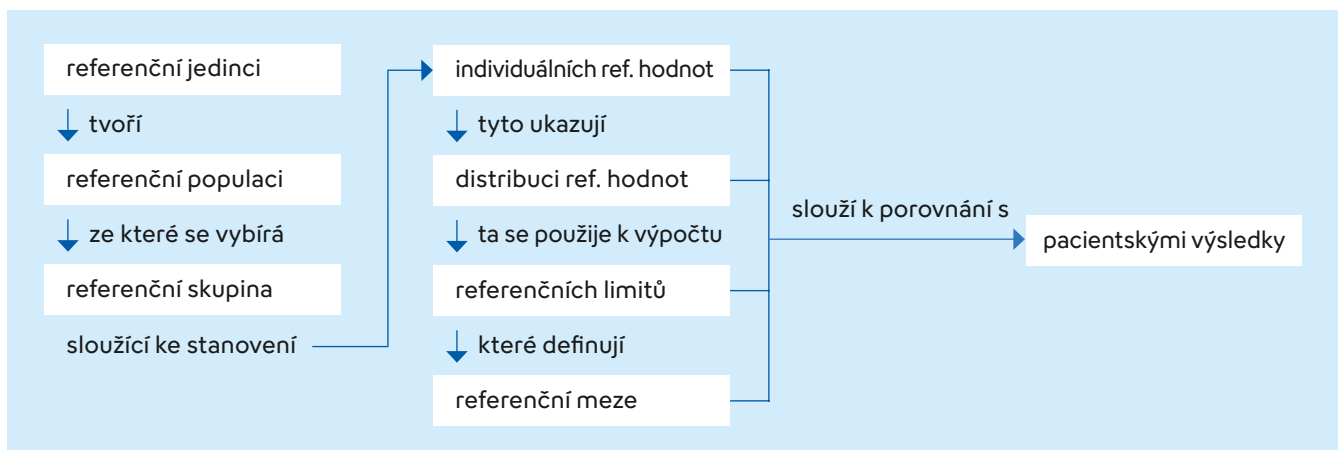 referenční jedinci
tvoří
referenční populaci
ze které se vybírá
referenční skupina
sloužící ke stanovení
individuálních ref. hodnot
tyto ukazují
distribuci ref. hodnot
ta se použije k výpočtu
referenčních limitů
které definují
referenční meze
slouží k porovnání s
pacientskými výsledky